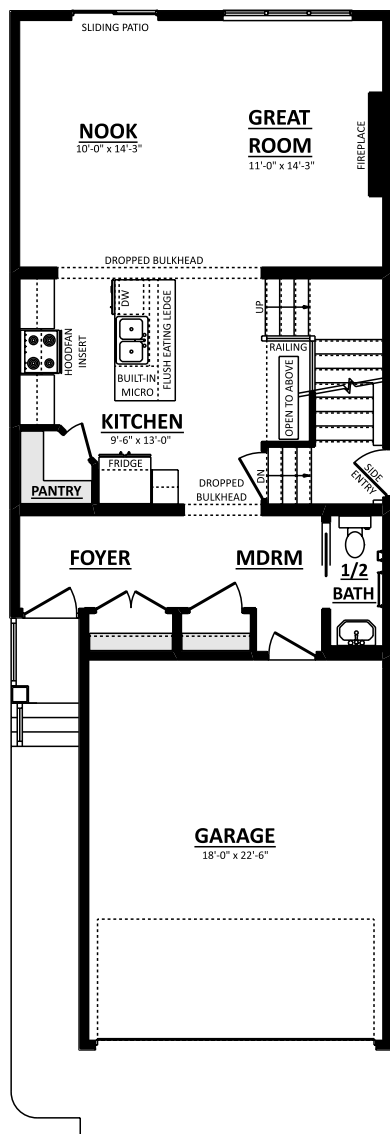 SLIDING PATIO
NOOK
10'-0" x 14'-3"
GREAT
ROOM
11'-0" x 14'-3"
FIREPLACE
DROPPED BULKHEAD
DW
FLUSH EATING LEDGE
UP
HOODFAN
INSERT
RAILING
BUILT-IN
MICRO
OPEN TO ABOVE
KITCHEN
9'-6" x 13'-0"
FRIDGE
PANTRY
DROPPED
BULKHEAD
DN
SIDE
ENTRY
FOYER
MDRM
1/2
BATH
GARAGE
18'-0" x 22'-6"